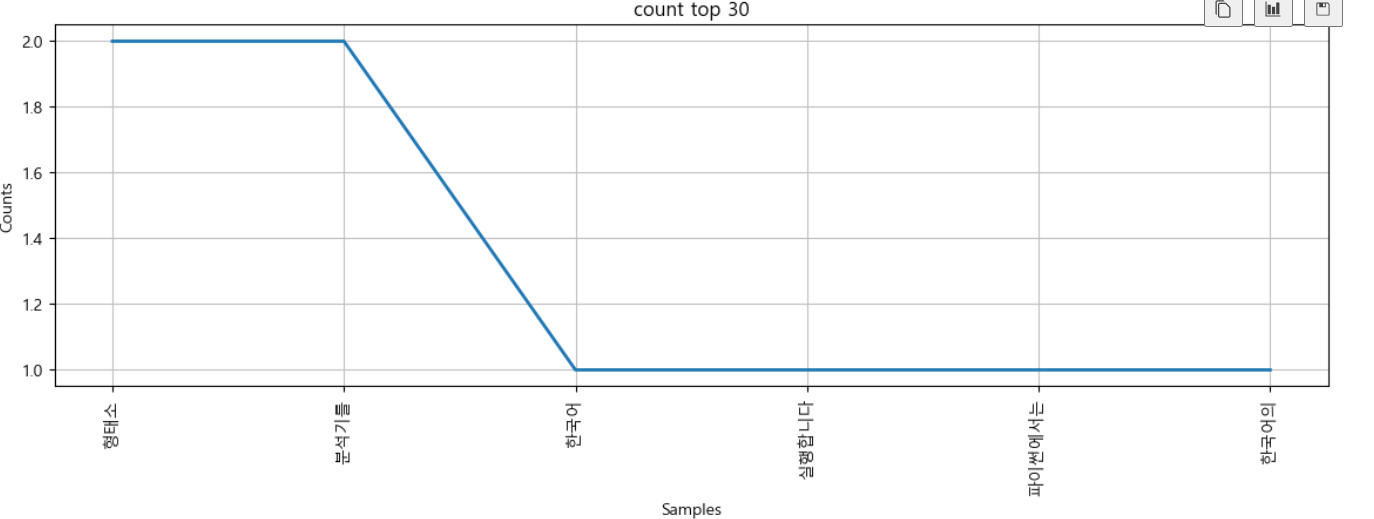 count top 30
Counts
2.0
1.8
1.6
1.4
1.2
1.0
형태소
분석기를
한국어
실행합니다
파이썬에서는
한국어의
Samples